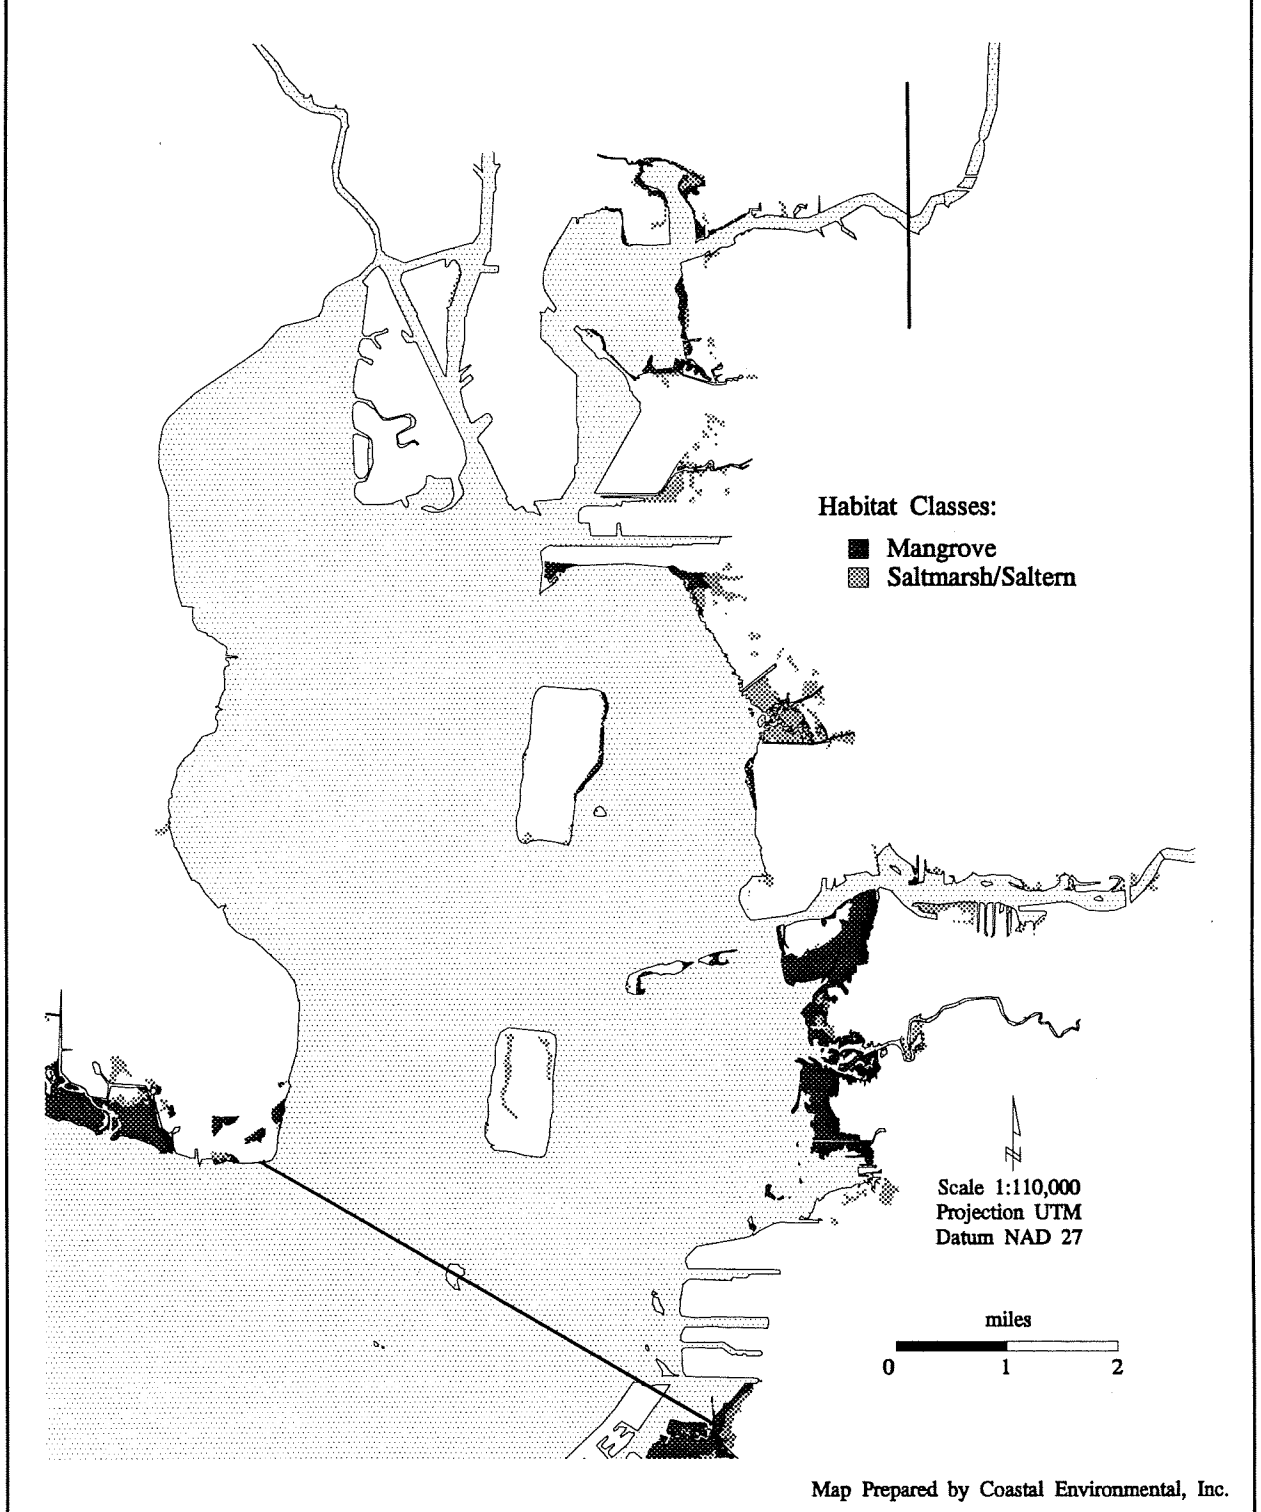 Habitat Classes:
Mangrove
Saltmarsh/Saltern
N
Scale 1:110,000
Projection UTM
Datum NAD 27
miles
0 1 2
Map Prepared by Coastal Environmental, Inc.